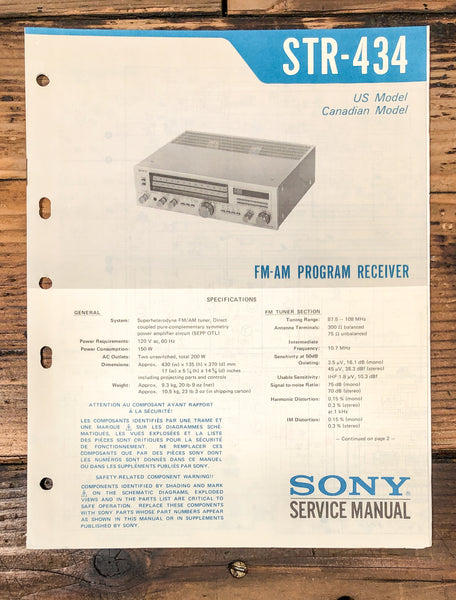 STR-434
US Model
Canadian Model
SONY
FM-AM PROGRAM RECEIVER
SPECIFICATIONS
GENERAL
System: Superheterodyne FM/AM tuner, Direct
coupled pure-complementary symmetry
power amplifier circuit (SEPP OTL)
Power Requirements: 120 V ac, 60 Hz
Power Consumption: 150 W
AC Outlets: Two unswitched, total 200 W
Dimensions: Approx. 430 (w) x 135 (h) x 370 (d) mm
including projecting parts and controls
Weight: Approx. 9.3 kg, 20 lb 9 oz (net)
Approx. 10.5 kg, 23 lb 3 oz (in shipping carton)
ATTENTION AU COMPOSANT AYANT RAPPORT
À LA SÉCURITÉ!
LES COMPOSANTS IDENTIFIÉS PAR UNE TRAME ET
UNE MARQUE ⚠ SUR LES DIAGRAMMES SCHÉ-
MATIQUES, LES VUES EXPLOSÉES ET LA LISTE
DES PIÈCES SONT CRITIQUES POUR LA SÉCURITÉ
DE FONCTIONNEMENT. NE REMPLACER CES
COMPOSANTS QUE PAR DES PIÈCES SONY DONT
LES NUMÉROS SONT DONNÉS DANS CE MANUEL
OU DANS LES SUPPLÉMENTS PUBLIÉS PAR SONY.
SAFETY-RELATED COMPONENT WARNING!
COMPONENTS IDENTIFIED BY SHADING AND MARK
⚠ ON THE SCHEMATIC DIAGRAMS, EXPLODED
VIEWS AND IN THE PARTS LIST ARE CRITICAL TO
SAFE OPERATION. REPLACE THESE COMPONENTS
WITH SONY PARTS WHOSE PART NUMBERS APPEAR
AS SHOWN IN THIS MANUAL OR IN SUPPLEMENTS
PUBLISHED BY SONY.
FM TUNER SECTION
Tuning Range: 87.5 – 108 MHz
Antenna Terminals: 300 Ω balanced
75 Ω unbalanced
Intermediate
Frequency: 10.7 MHz
Sensitivity at 50dB
Quieting: 3.5 μV, 16.1 (mono)
45 μV, 38.3 dBf (stereo)
Usable Sensitivity: IHF 1.8 μV, 10.3 dBf
Signal-to-noise Ratio: 75 dB (mono)
70 dB (stereo)
Harmonic Distortion: 0.15 % (mono)
0.3 % (stereo)
at 1 kHz
IM Distortion: 0.15 % (mono)
0.3 % (stereo)
– Continued on page 2 –
SONY®
SERVICE MANUAL